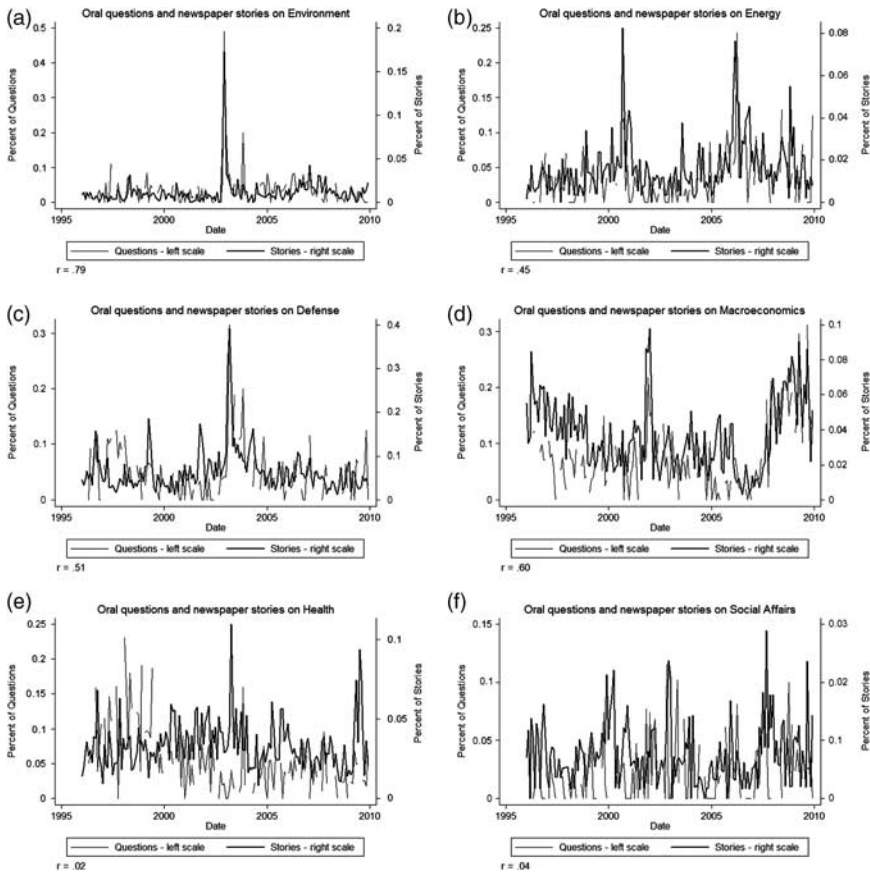 (a)
Oral questions and newspaper stories on Environment
Percent of Questions
0.5
0.4
0.3
0.2
0.1
0
0.2
0.15
0.1
0.05
0
Percent of Stories
1995 2000 2005 2010
Date
Questions - left scale Stories - right scale
r = .79
(b)
Oral questions and newspaper stories on Energy
Percent of Questions
0.25
0.2
0.15
0.1
0.05
0
0.08
0.06
0.04
0.02
0
Percent of Stories
1995 2000 2005 2010
Date
Questions - left scale Stories - right scale
r = .45
(c)
Oral questions and newspaper stories on Defense
Percent of Questions
0.3
0.2
0.1
0
0.4
0.3
0.2
0.1
0
Percent of Stories
1995 2000 2005 2010
Date
Questions - left scale Stories - right scale
r = .51
(d)
Oral questions and newspaper stories on Macroeconomics
Percent of Questions
0.3
0.2
0.1
0
0.1
0.08
0.06
0.04
0.02
0
Percent of Stories
1995 2000 2005 2010
Date
Questions - left scale Stories - right scale
r = .60
(e)
Oral questions and newspaper stories on Health
Percent of Questions
0.25
0.2
0.15
0.1
0.05
0
0.1
0.05
0
Percent of Stories
1995 2000 2005 2010
Date
Questions - left scale Stories - right scale
r = .02
(f)
Oral questions and newspaper stories on Social Affairs
Percent of Questions
0.15
0.1
0.05
0
0.03
0.02
0.1
0
Percent of Stories
1995 2000 2005 2010
Date
Questions - left scale Stories - right scale
r = .04